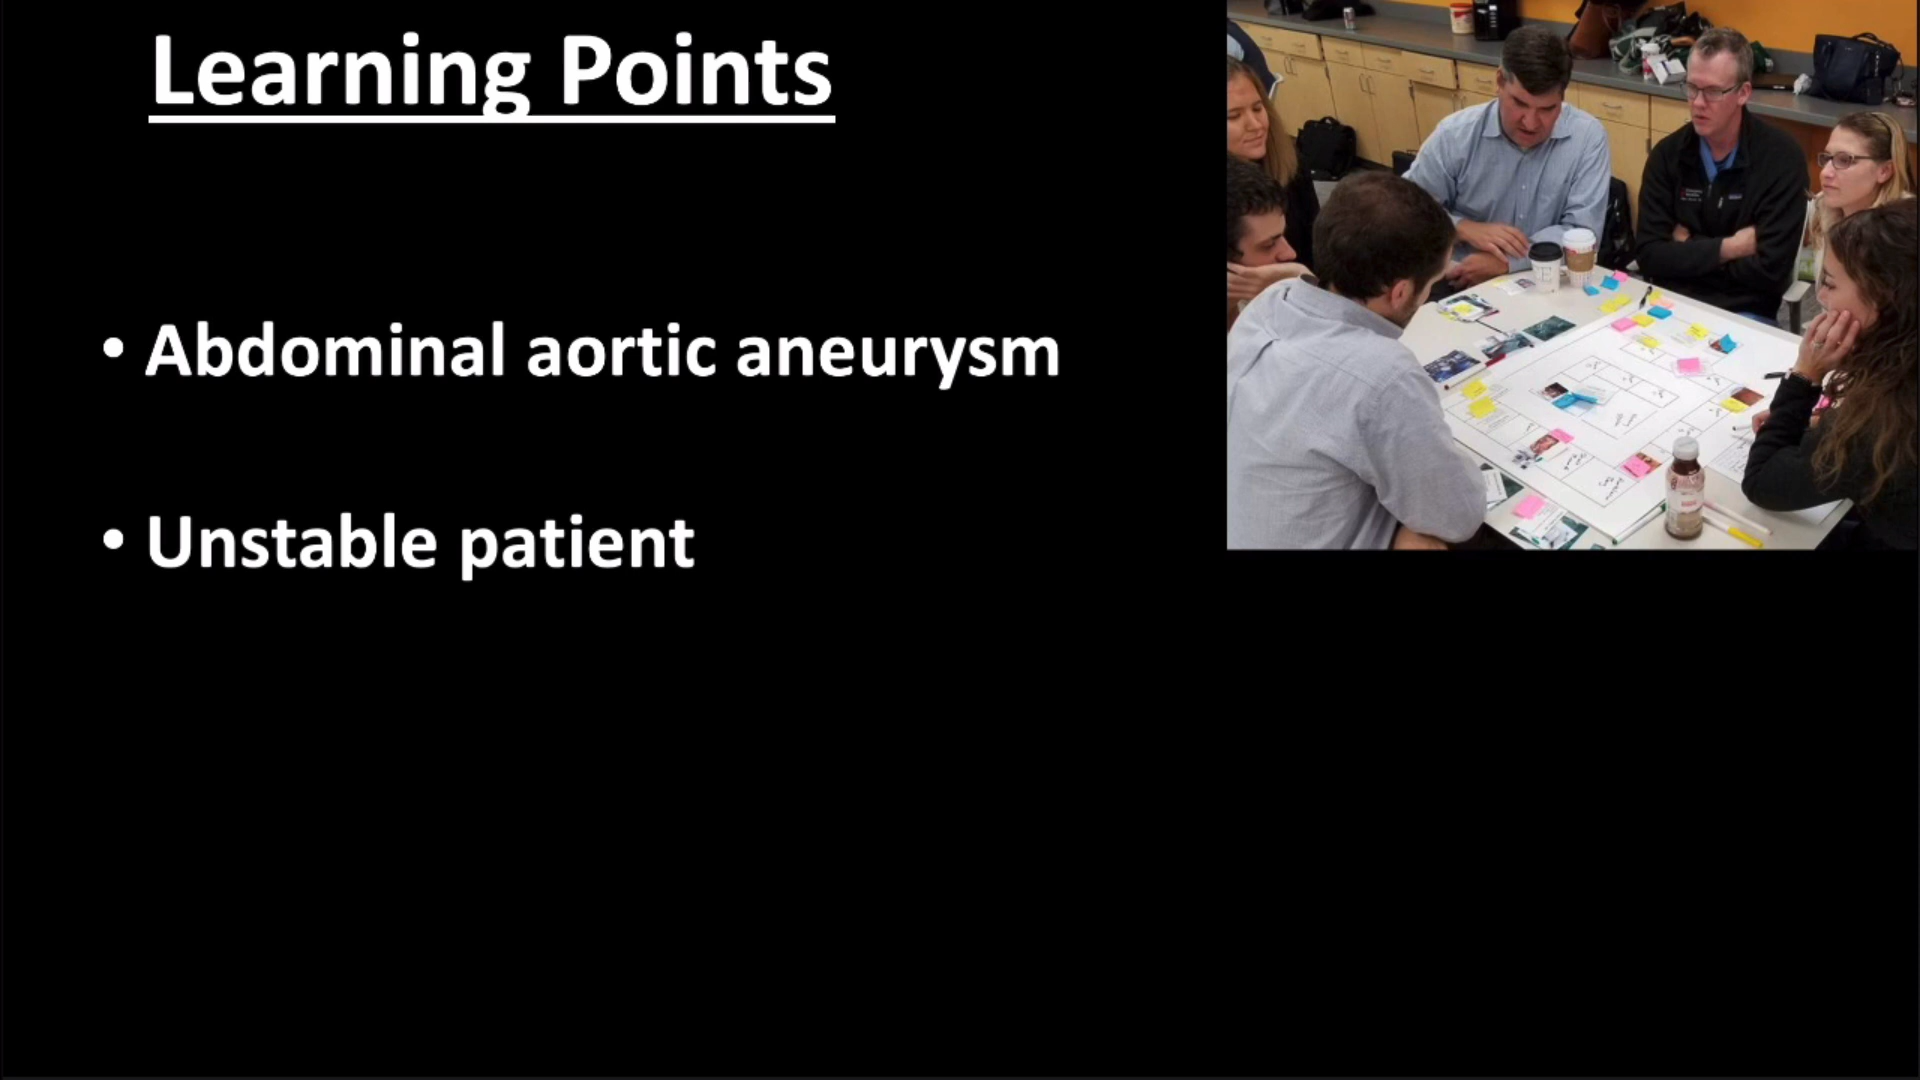 Learning Points
• Abdominal aortic aneurysm
• Unstable patient